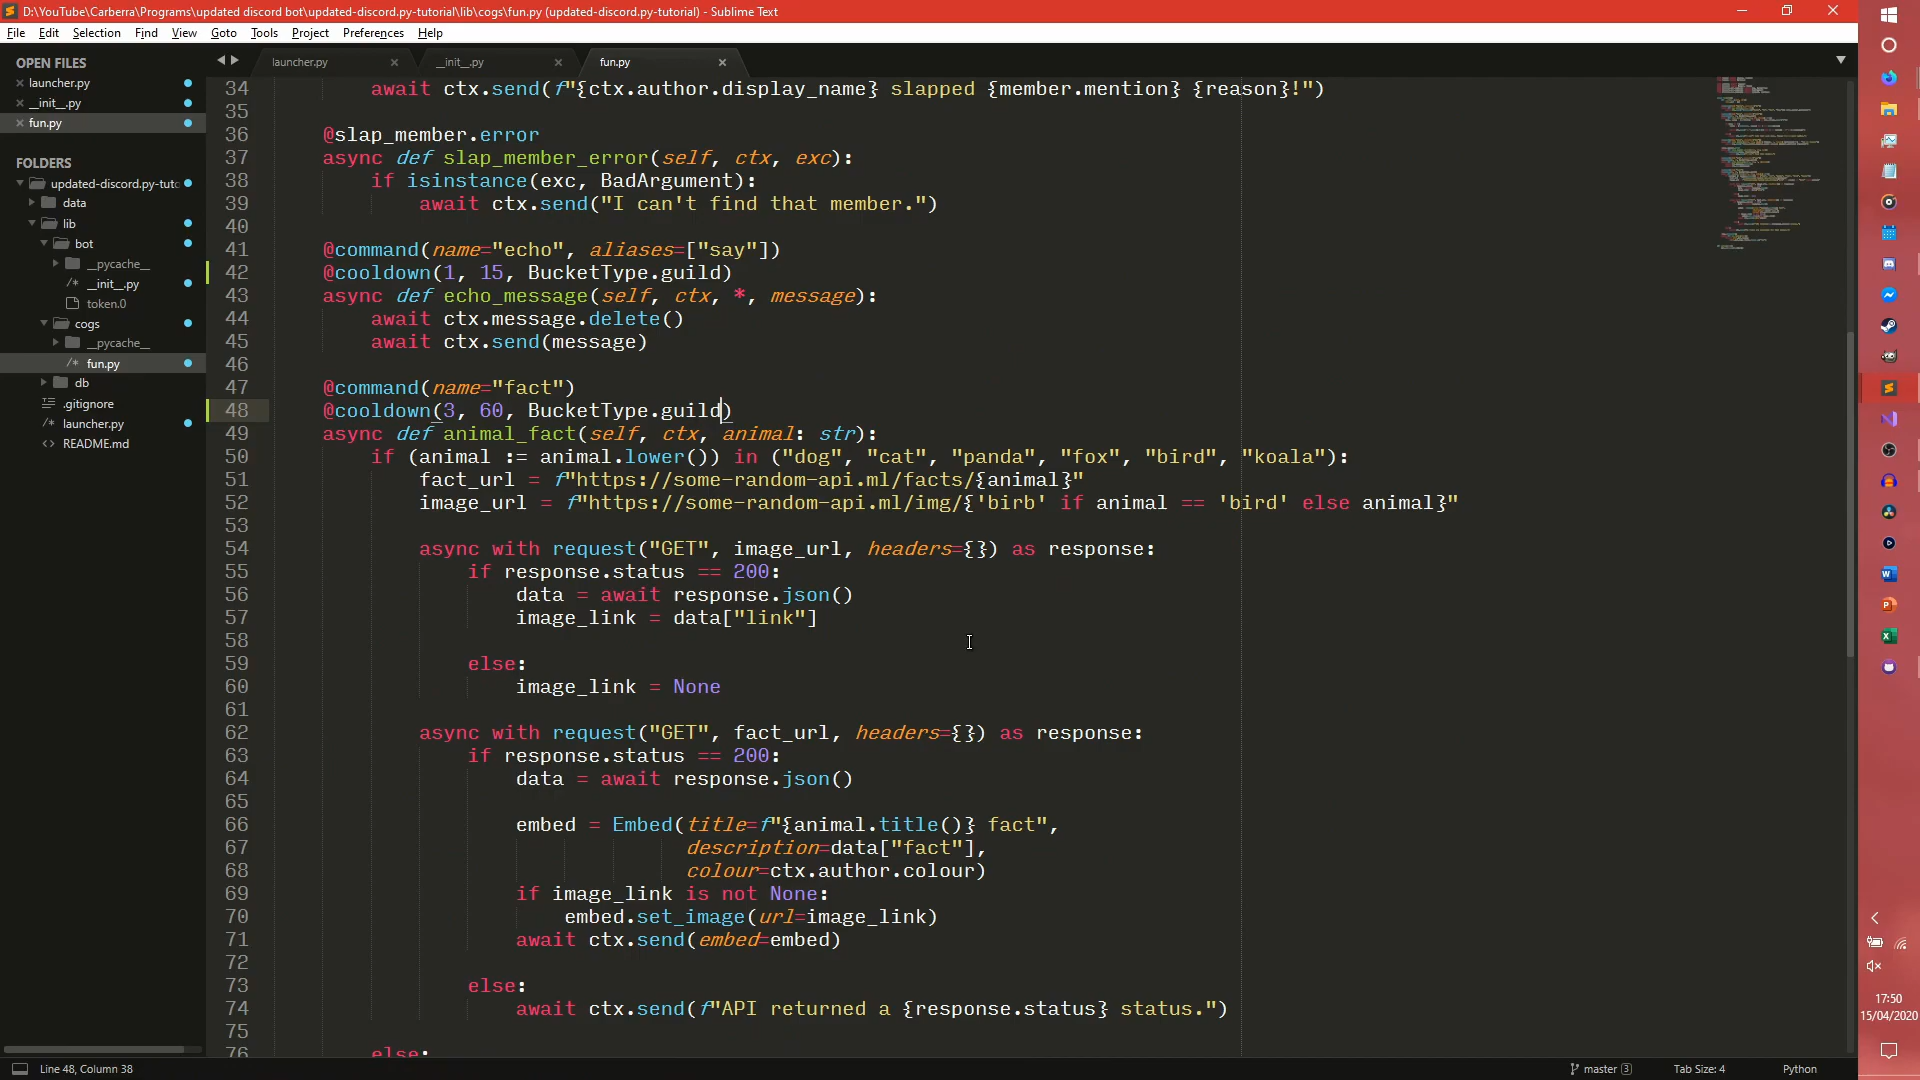 D:\YouTube\Carberra\Programs\updated discord bot\updated-discord.py-tutorial\lib\cogs\fun.py (updated-discord.py-tutorial) - Sublime Text
File Edit Selection Find View Goto Tools Project Preferences Help
OPEN FILES
launcher.py
__init__.py
fun.py
FOLDERS
updated-discord.py-tutc
data
lib
bot
__pycache__
__init__.py
token.0
cogs
__pycache__
fun.py
db
.gitignore
launcher.py
README.md
launcher.py __init__.py fun.py
34 await ctx.send(f"{ctx.author.display_name} slapped {member.mention} {reason}!")
35
36 @slap_member.error
37 async def slap_member_error(self, ctx, exc):
38 if isinstance(exc, BadArgument):
39 await ctx.send("I can't find that member.")
40
41 @command(name="echo", aliases=["say"])
42 @cooldown(1, 15, BucketType.guild)
43 async def echo_message(self, ctx, *, message):
44 await ctx.message.delete()
45 await ctx.send(message)
46
47 @command(name="fact")
48 @cooldown(3, 60, BucketType.guild)
49 async def animal_fact(self, ctx, animal: str):
50 if (animal := animal.lower()) in ("dog", "cat", "panda", "fox", "bird", "koala"):
51 fact_url = f"https://some-random-api.ml/facts/{animal}"
52 image_url = f"https://some-random-api.ml/img/{'birb' if animal == 'bird' else animal}"
53
54 async with request("GET", image_url, headers={}) as response:
55 if response.status == 200:
56 data = await response.json()
57 image_link = data["link"]
58
59 else:
60 image_link = None
61
62 async with request("GET", fact_url, headers={}) as response:
63 if response.status == 200:
64 data = await response.json()
65
66 embed = Embed(title=f"{animal.title()} fact",
67 description=data["fact"],
68 colour=ctx.author.colour)
69 if image_link is not None:
70 embed.set_image(url=image_link)
71 await ctx.send(embed=embed)
72
73 else:
74 await ctx.send(f"API returned a {response.status} status.")
75
76 else:
17:50
15/04/2020
Line 48, Column 38
master 3
Tab Size: 4
Python